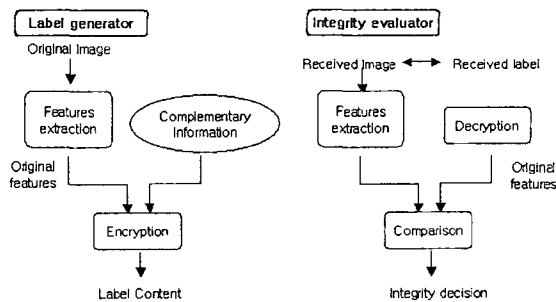 Label generator
Original Image
Features
extraction
Complementary
Information
Original
features
Encryption
Label Content
Integrity evaluator
Received Image
Received label
Features
extraction
Decryption
Original
features
Comparison
Integrity decision